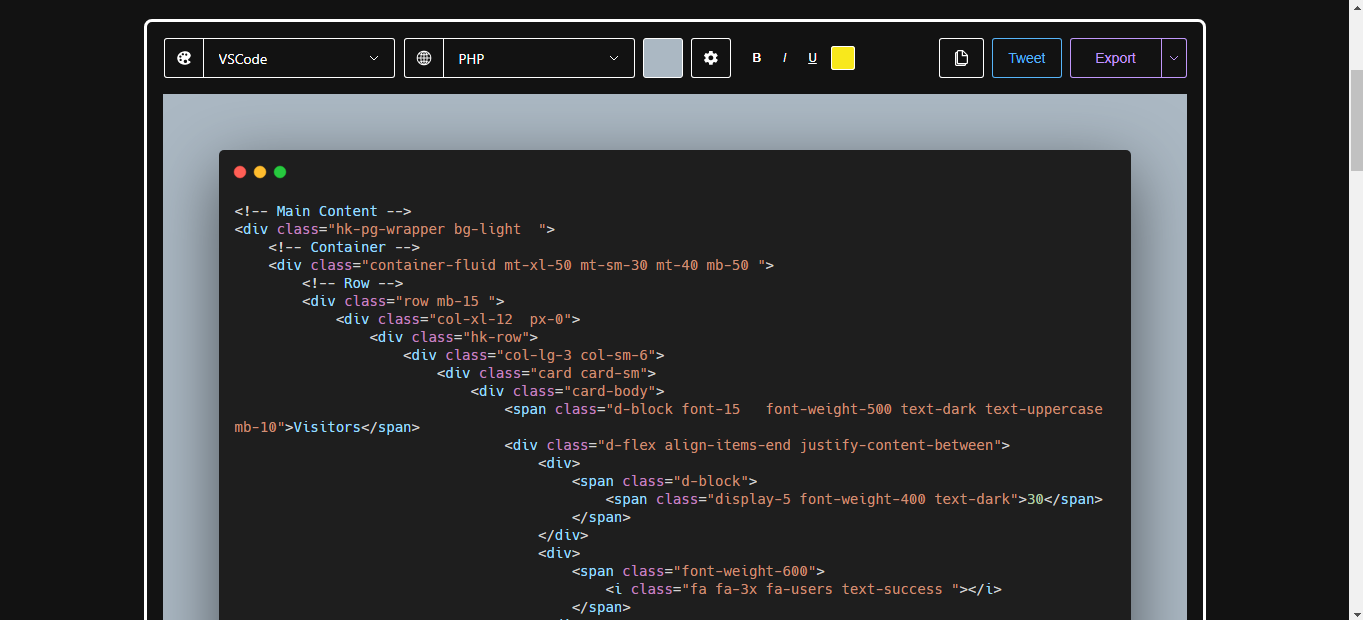 VSCode PHP B I U Tweet Export
<!-- Main Content -->
<div class="hk-pg-wrapper bg-light  ">
    <!-- Container -->
    <div class="container-fluid mt-xl-50 mt-sm-30 mt-40 mb-50 ">
        <!-- Row -->
        <div class="row mb-15 ">
            <div class="col-xl-12  px-0">
                <div class="hk-row">
                    <div class="col-lg-3 col-sm-6">
                        <div class="card card-sm">
                            <div class="card-body">
                                <span class="d-block font-15   font-weight-500 text-dark text-uppercase
mb-10">Visitors</span>
                                <div class="d-flex align-items-end justify-content-between">
                                    <div>
                                        <span class="d-block">
                                            <span class="display-5 font-weight-400 text-dark">30</span>
                                        </span>
                                    </div>
                                    <div>
                                        <span class="font-weight-600">
                                            <i class="fa fa-3x fa-users text-success "></i>
                                        </span>